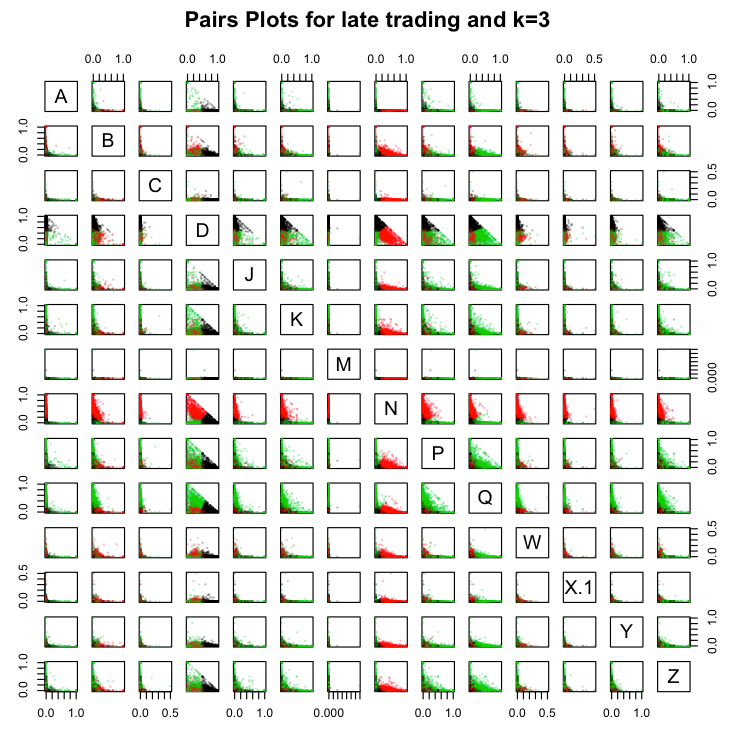 Pairs Plots for late trading and k=3
0.0 1.0 0.0 1.0 0.0 1.0 0.0 1.0 0.0 0.5 0.0 1.0
A 0.0 1.0
0.0 1.0 B
C 0.0 0.5
0.0 1.0 D
J 0.0 1.0
0.0 1.0 K
M 0.000
0.0 1.0 N
P 0.0 1.0
0.0 1.0 Q
W 0.0 0.5
0.0 0.5 X.1
Y 0.0 1.0
0.0 1.0 Z
0.0 1.0 0.0 0.5 0.0 1.0 0.000 0.0 1.0 0.0 0.5 0.0 1.0